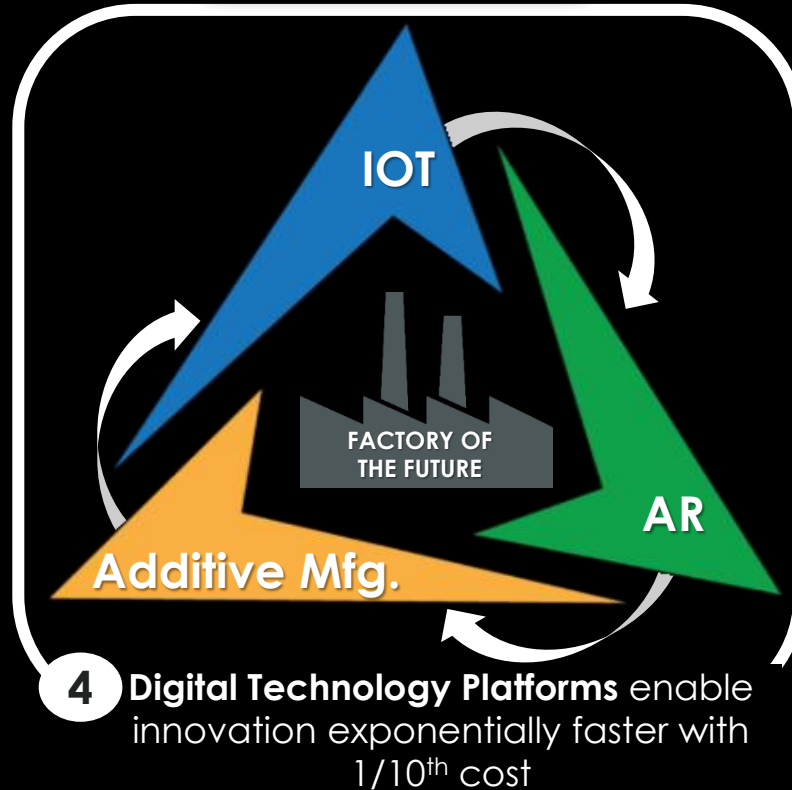 IOT
FACTORY OF
THE FUTURE
AR
Additive Mfg.
4 Digital Technology Platforms enable
innovation exponentially faster with
1/10th cost